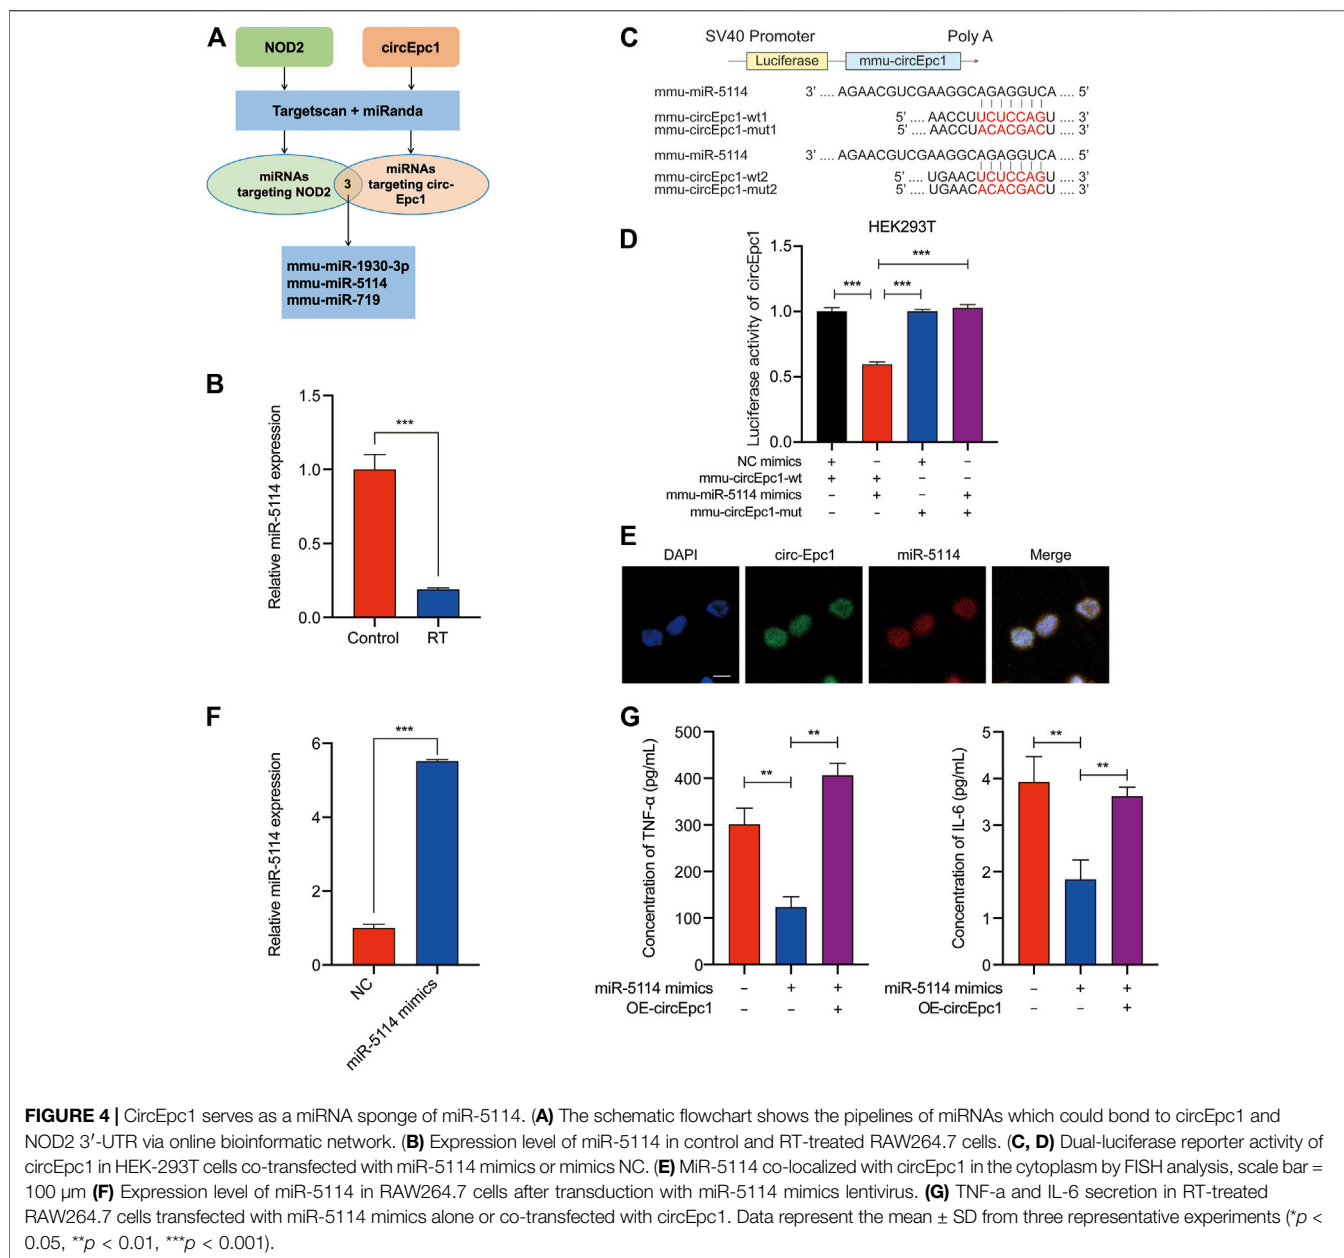 A
NOD2
circEpc1
Targetscan + miRanda
miRNAs
targeting NOD2
3
miRNAs
targeting circ-
Epc1
mmu-miR-1930-3p
mmu-miR-5114
mmu-miR-719
B
Relative miR-5114 expression
1.5
1.0
0.5
0.0
***
Control RT
C
SV40 Promoter Poly A
Luciferase mmu-circEpc1
mmu-miR-5114 3' .... AGAACGUCGAAGGCAGAGGUCA .... 5'
mmu-circEpc1-wt1 5' .... AACCUUCUCCAGU .... 3'
mmu-circEpc1-mut1 5' .... AACCUACACGACU .... 3'
mmu-miR-5114 3' .... AGAACGUCGAAGGCAGAGGUCA .... 5'
mmu-circEpc1-wt2 5' .... UGAACUCUCCAGU .... 3'
mmu-circEpc1-mut2 5' .... UGAACACACGACU .... 3'
D
HEK293T
Luciferase activity of circEpc1
1.5
1.0
0.5
0.0
***
*** ***
NC mimics + – + –
mmu-circEpc1-wt + + – –
mmu-miR-5114 mimics – + – +
mmu-circEpc1-mut – – + +
E
DAPI circ-Epc1 miR-5114 Merge
F
Relative miR-5114 expression
6
4
2
0
***
NC
miR-5114 mimics
G
Concentration of TNF-α (pg/mL)
500
400
300
200
100
0
**
**
miR-5114 mimics – + +
OE-circEpc1 – – +
Concentration of IL-6 (pg/mL)
5
4
3
2
1
0
**
**
miR-5114 mimics – + +
OE-circEpc1 – – +
FIGURE 4 | CircEpc1 serves as a miRNA sponge of miR-5114. (A) The schematic flowchart shows the pipelines of miRNAs which could bond to circEpc1 and
NOD2 3′-UTR via online bioinformatic network. (B) Expression level of miR-5114 in control and RT-treated RAW264.7 cells. (C, D) Dual-luciferase reporter activity of
circEpc1 in HEK-293T cells co-transfected with miR-5114 mimics or mimics NC. (E) MiR-5114 co-localized with circEpc1 in the cytoplasm by FISH analysis, scale bar =
100 μm (F) Expression level of miR-5114 in RAW264.7 cells after transduction with miR-5114 mimics lentivirus. (G) TNF-a and IL-6 secretion in RT-treated
RAW264.7 cells transfected with miR-5114 mimics alone or co-transfected with circEpc1. Data represent the mean ± SD from three representative experiments (*p <
0.05, **p < 0.01, ***p < 0.001).